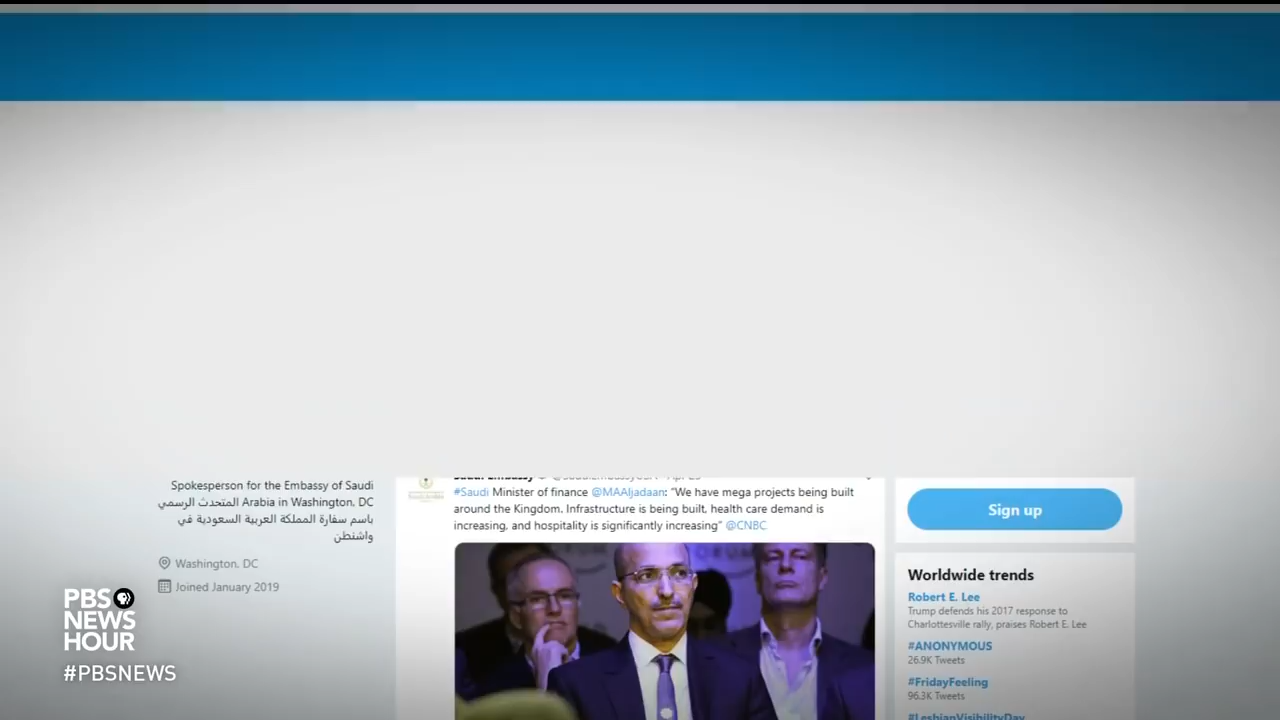 Spokesperson for the Embassy of Saudi
Arabia in Washington, DC المتحدث الرسمي
باسم سفارة المملكة العربية السعودية في
واشنطن
Washington, DC
Joined January 2019
Saudi Embassy
#Saudi Minister of finance @MAAljadaan: “We have mega projects being built
around the Kingdom. Infrastructure is being built, health care demand is
increasing, and hospitality is significantly increasing” @CNBC
Sign up
Worldwide trends
Robert E. Lee
Trump defends his 2017 response to
Charlottesville rally, praises Robert E. Lee
#ANONYMOUS
26.9K Tweets
#FridayFeeling
96.3K Tweets
#LesbianVisibilityDay
PBS
NEWS
HOUR
#PBSNEWS